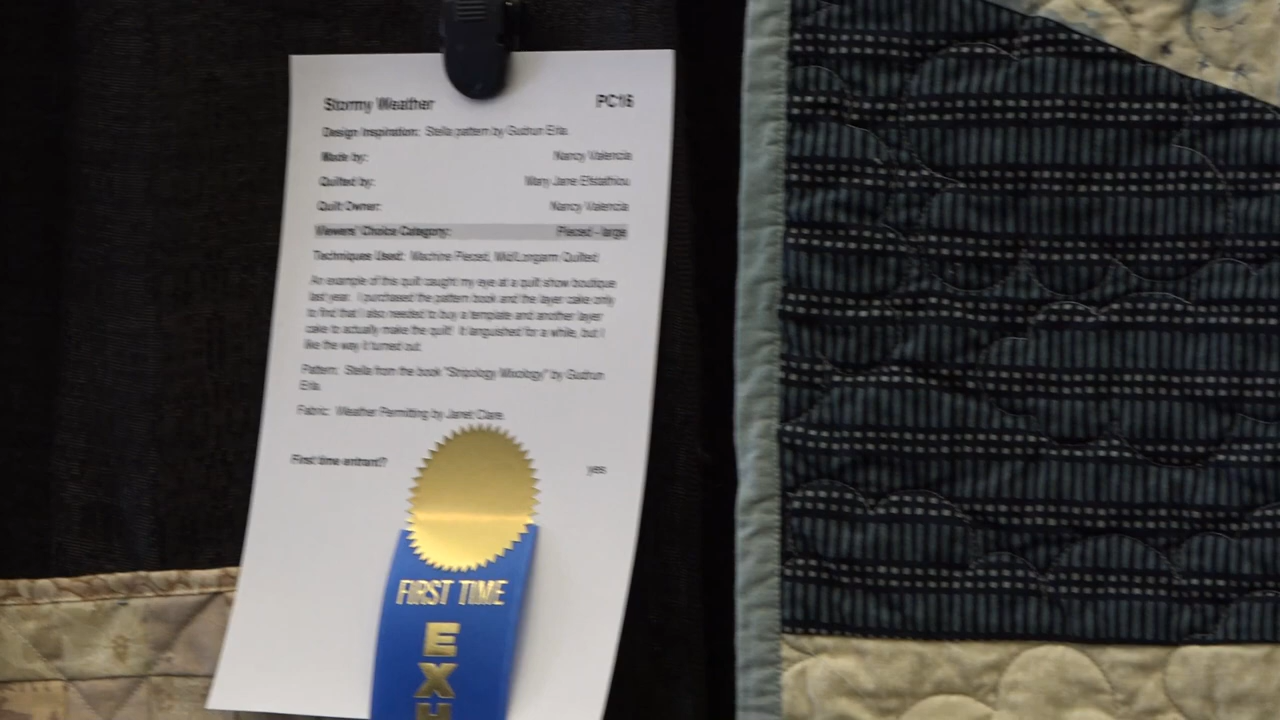 Stormy Weather PC16
Design Inspiration: Stella pattern by Gudrun Erla.
Made by: Nancy Valencia
Quilted by: Mary Jane Efstathiou
Quilt Owner: Nancy Valencia
Viewers' Choice Category: Pieced - large
Techniques Used: Machine Pieced, Mid/Longarm Quilted
An example of this quilt caught my eye at a quilt show boutique
last year. I purchased the pattern book and the layer cake only
to find that I also needed to buy a template and another layer
cake to actually make the quilt! It languished for a while, but I
like the way it turned out.
Pattern: Stella from the book "Stripology Mixology" by Gudrun
Erla.
Fabric: Weather Permitting by Janet Clare.
First time entrant? yes
FIRST TIME
E
X
H